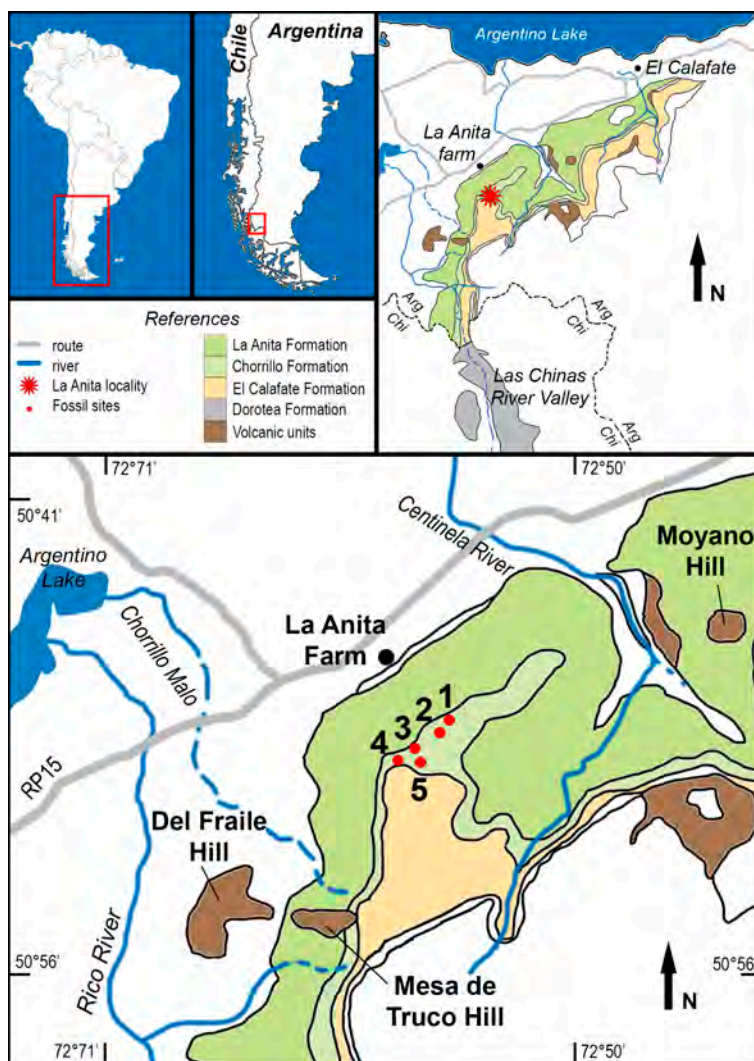 Chile
Argentina
Argentino Lake
El Calafate
La Anita
farm
Arg
Chi
Arg
Chi
Arg
Chi
Las Chinas
River Valley
N
References
route
river
La Anita locality
Fossil sites
La Anita Formation
Chorrillo Formation
El Calafate Formation
Dorotea Formation
Volcanic units
72°71'
72°50'
50°41'
Argentino
Lake
Chorrillo Malo
Centinela River
Moyano
Hill
La Anita
Farm
1
2
3
4
5
RP15
Del Fraile
Hill
Rico River
Mesa de
Truco Hill
50°56'
50°56'
N
72°71'
72°50'